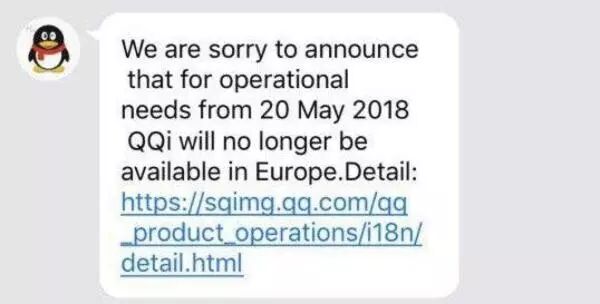 We are sorry to announce
that for operational
needs from 20 May 2018
QQi will no longer be
available in Europe.Detail:
https://sqimg.qq.com/qq
_product_operations/i18n/
detail.html